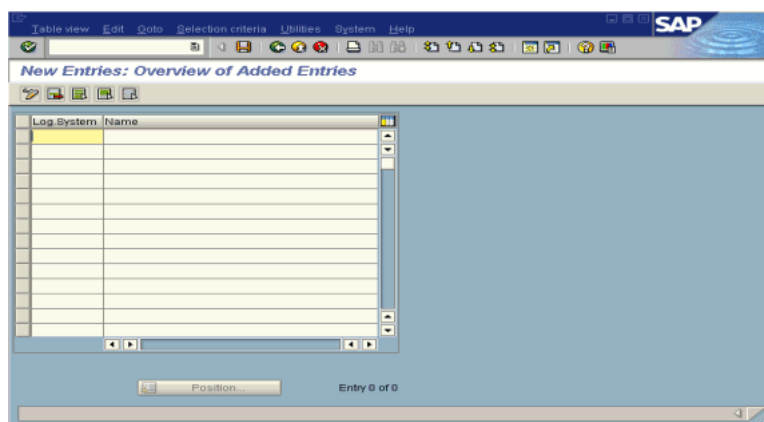 Table view Edit Goto Selection criteria Utilities System Help
SAP
New Entries: Overview of Added Entries
Log.System Name
Position...
Entry 0 of 0